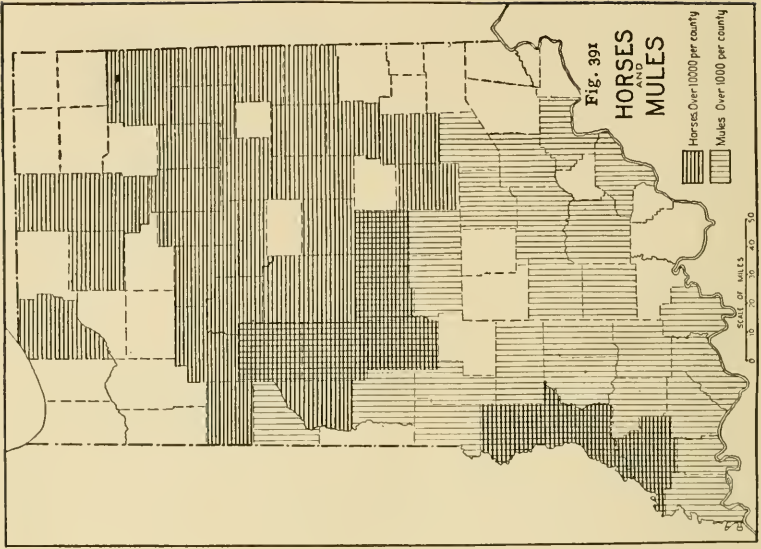 Fig. 391
HORSES
AND
MULES
Horses Over 10000 per county
Mules Over 1000 per county
SCALE OF MILES
0 10 20 30 40 50